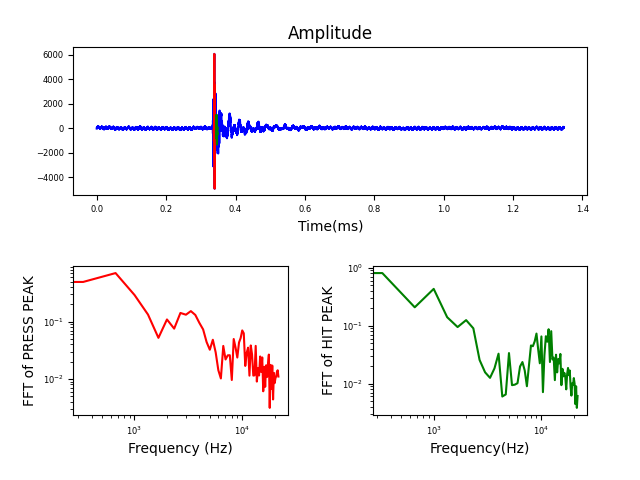 Amplitude
6000
4000
2000
0
−2000
−4000
0.0 0.2 0.4 0.6 0.8 1.0 1.2 1.4
Time(ms)
FFT of PRESS PEAK
10⁻¹
10⁻²
10³ 10⁴
Frequency (Hz)
FFT of HIT PEAK
10⁰
10⁻¹
10⁻²
10³ 10⁴
Frequency(Hz)